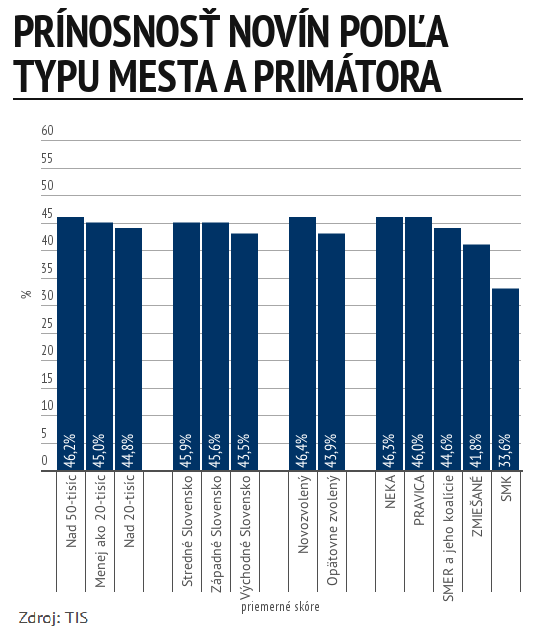 PRÍNOSNOSŤ NOVÍN PODĽA
TYPU MESTA A PRIMÁTORA
60
55
50
45
40
35
30
25
20
15
10
5
0
%
46,2%
45,0%
44,8%
45,9%
45,6%
43,5%
46,4%
43,9%
46,3%
46,0%
44,6%
41,8%
33,6%
Nad 50-tisíc
Menej ako 20-tisíc
Nad 20-tisíc
Stredné Slovensko
Západné Slovensko
Východné Slovensko
Novozvolený
Opätovne zvolený
NEKA
PRAVICA
SMER a jeho koalície
ZMIEŠANÉ
SMK
priemerné skóre
Zdroj: TIS